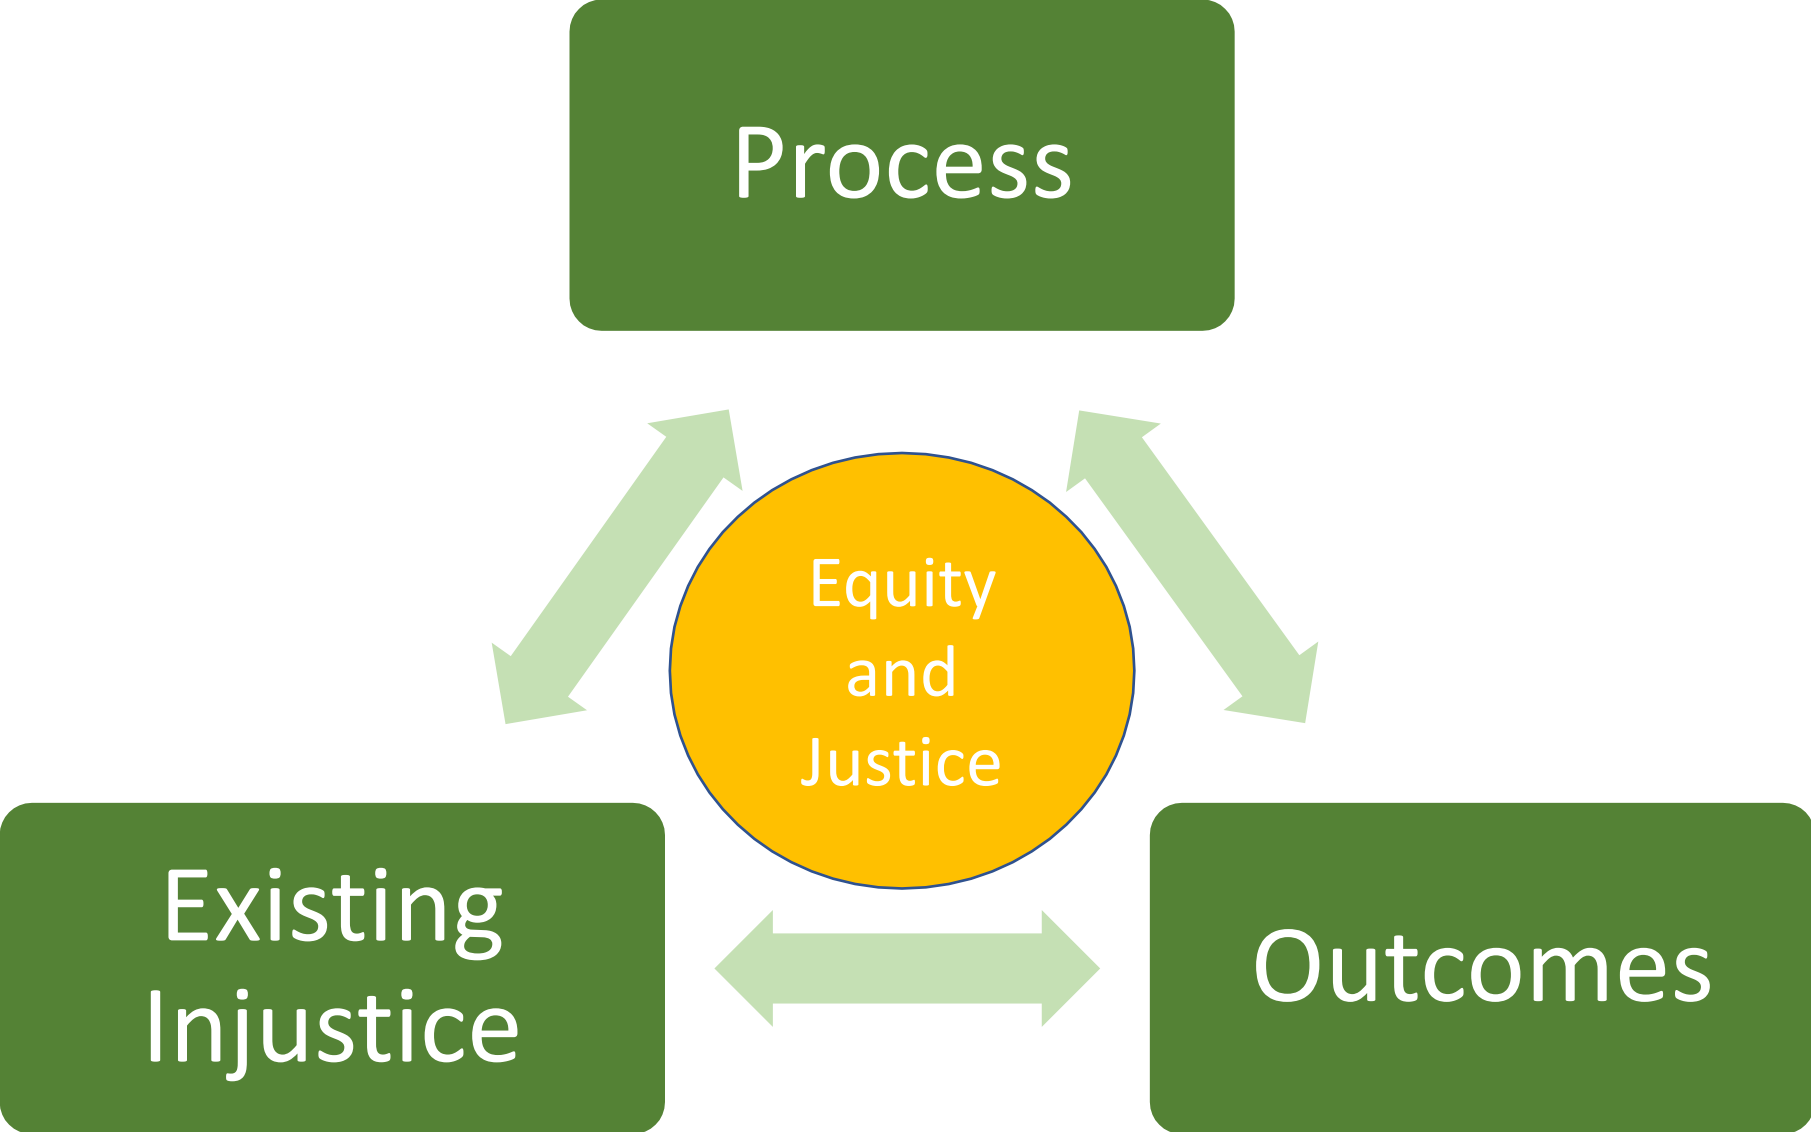 Process
Equity
and
Justice
Existing
Injustice
Outcomes